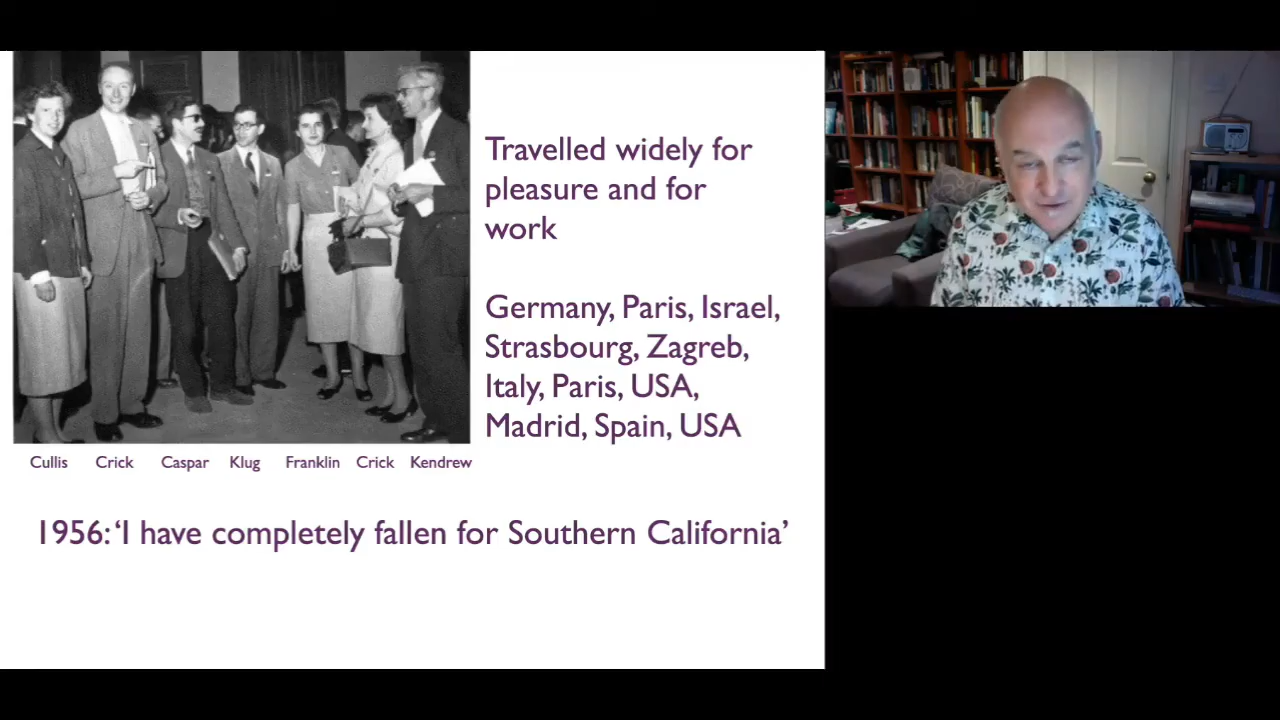 Travelled widely for
pleasure and for
work
Germany, Paris, Israel,
Strasbourg, Zagreb,
Italy, Paris, USA,
Madrid, Spain, USA
Cullis Crick Caspar Klug Franklin Crick Kendrew
1956: ‘I have completely fallen for Southern California’